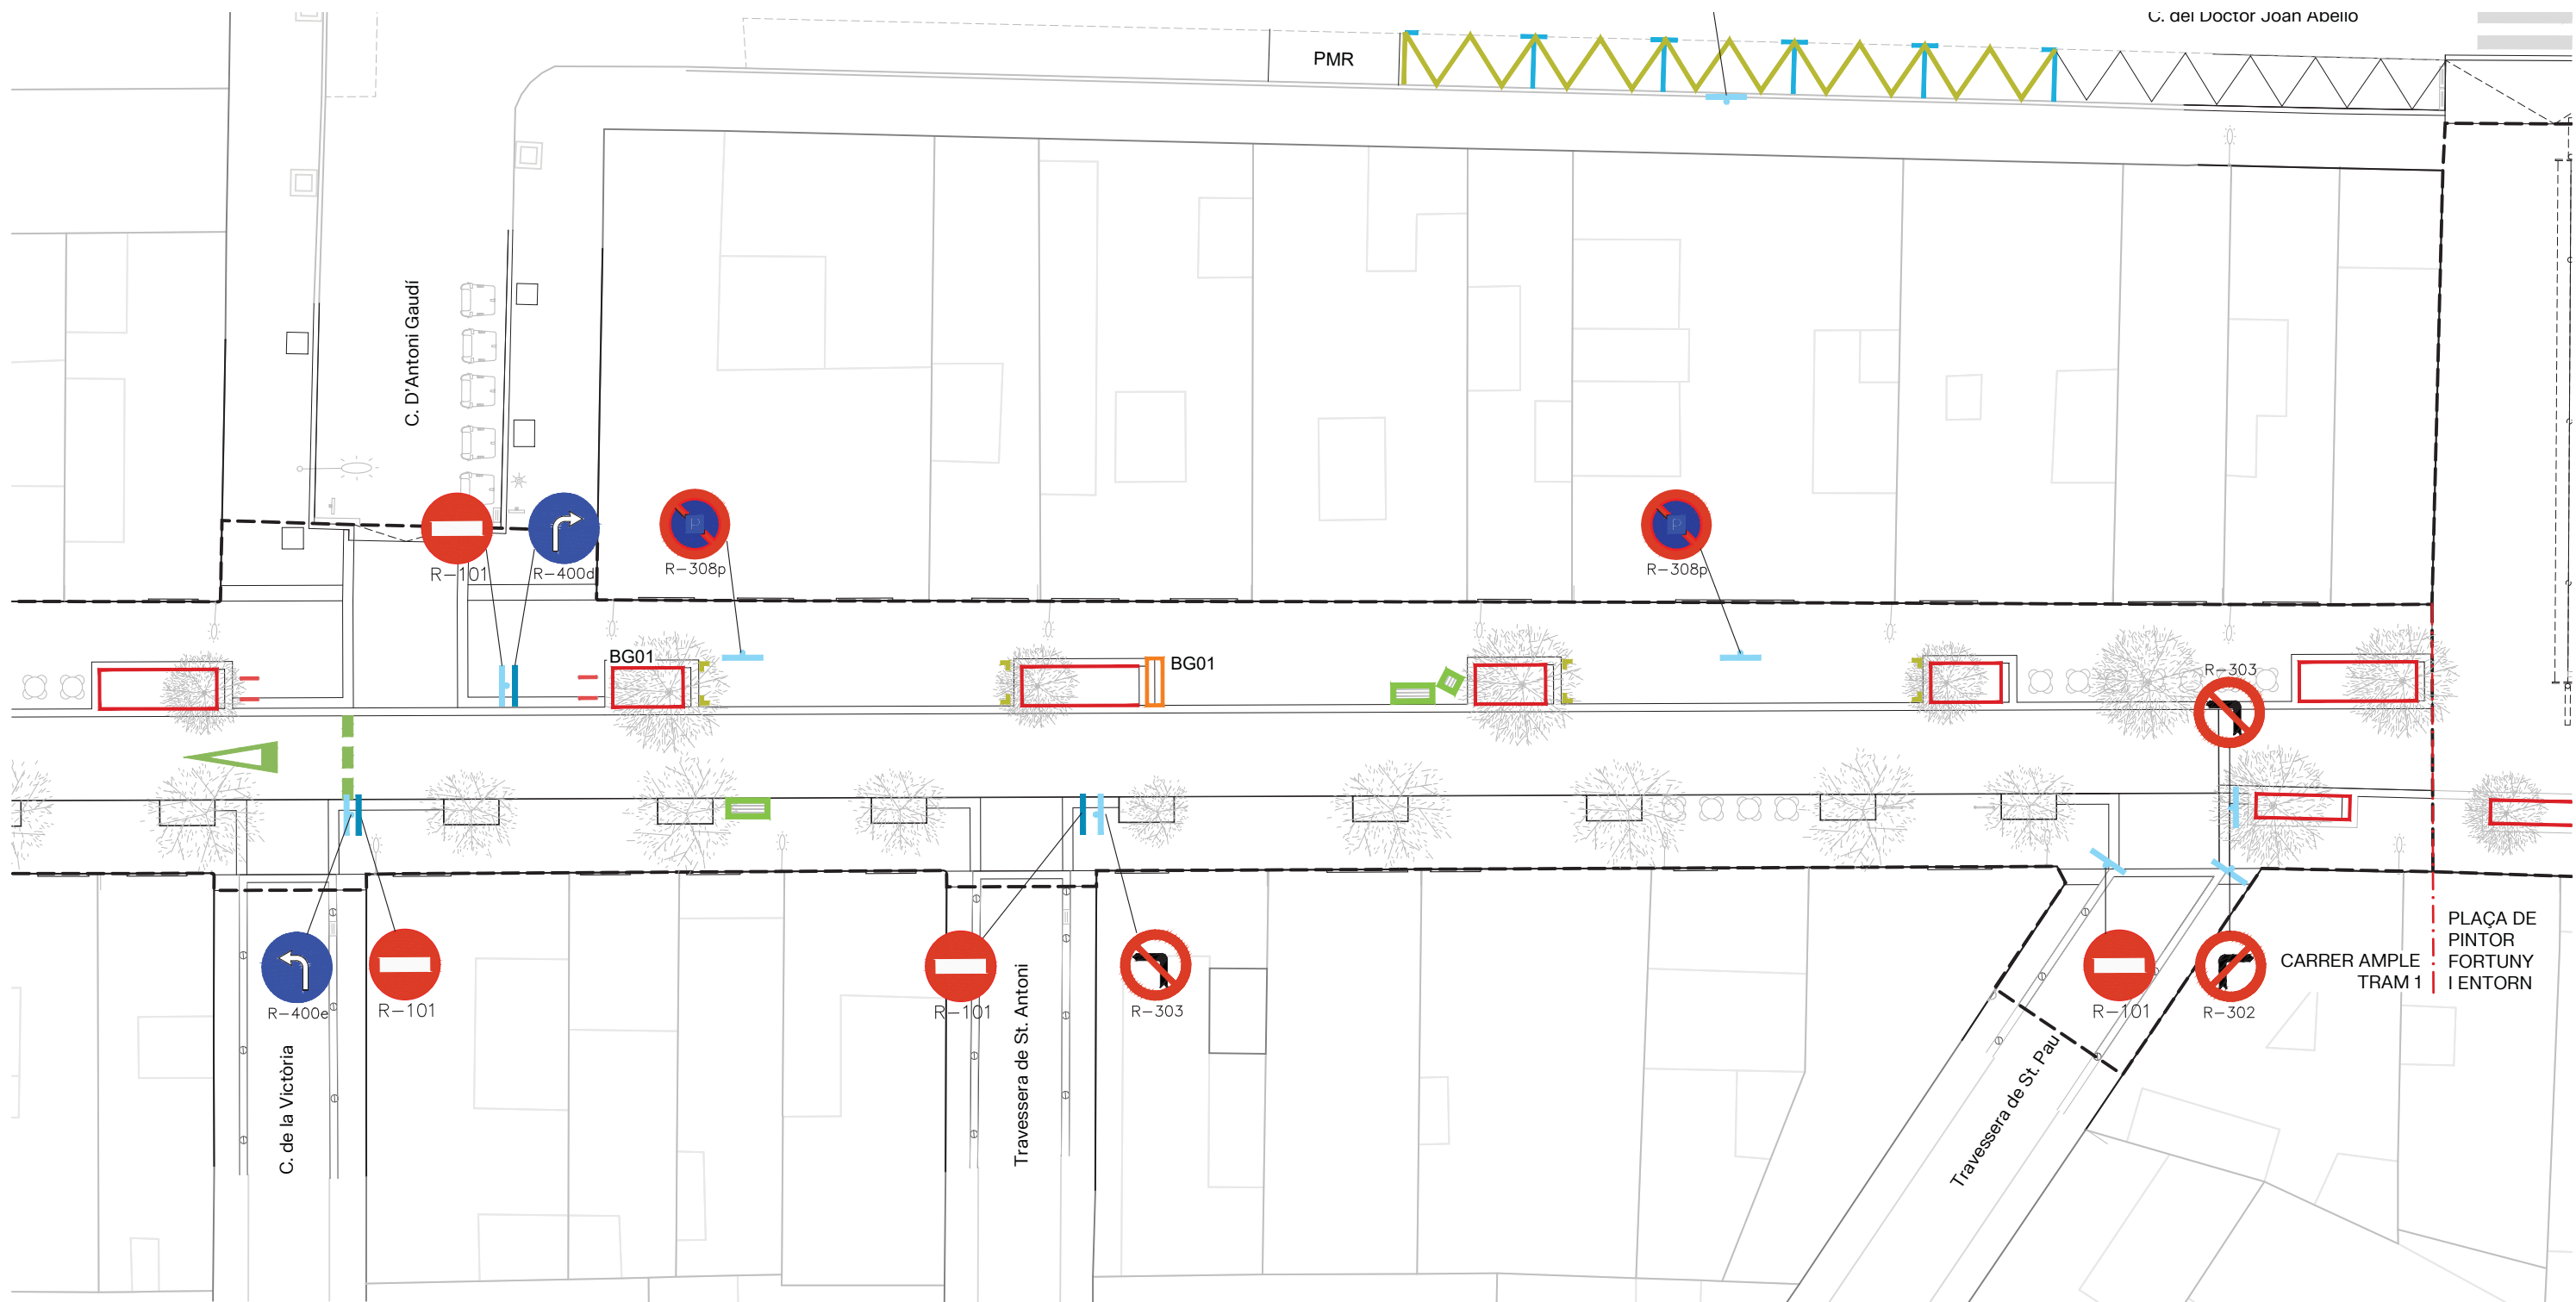 C. del Doctor Joan Abelló
PMR
C. D'Antoni Gaudí
R-101
R-400d
P
R-308p
P
R-308p
BG01
BG01
R-303
R-400e
R-101
R-101
R-303
R-101
R-302
C. de la Victòria
Travessera de St. Antoni
Travessera de St. Pau
CARRER AMPLE
TRAM 1
PLAÇA DE
PINTOR
FORTUNY
I ENTORN